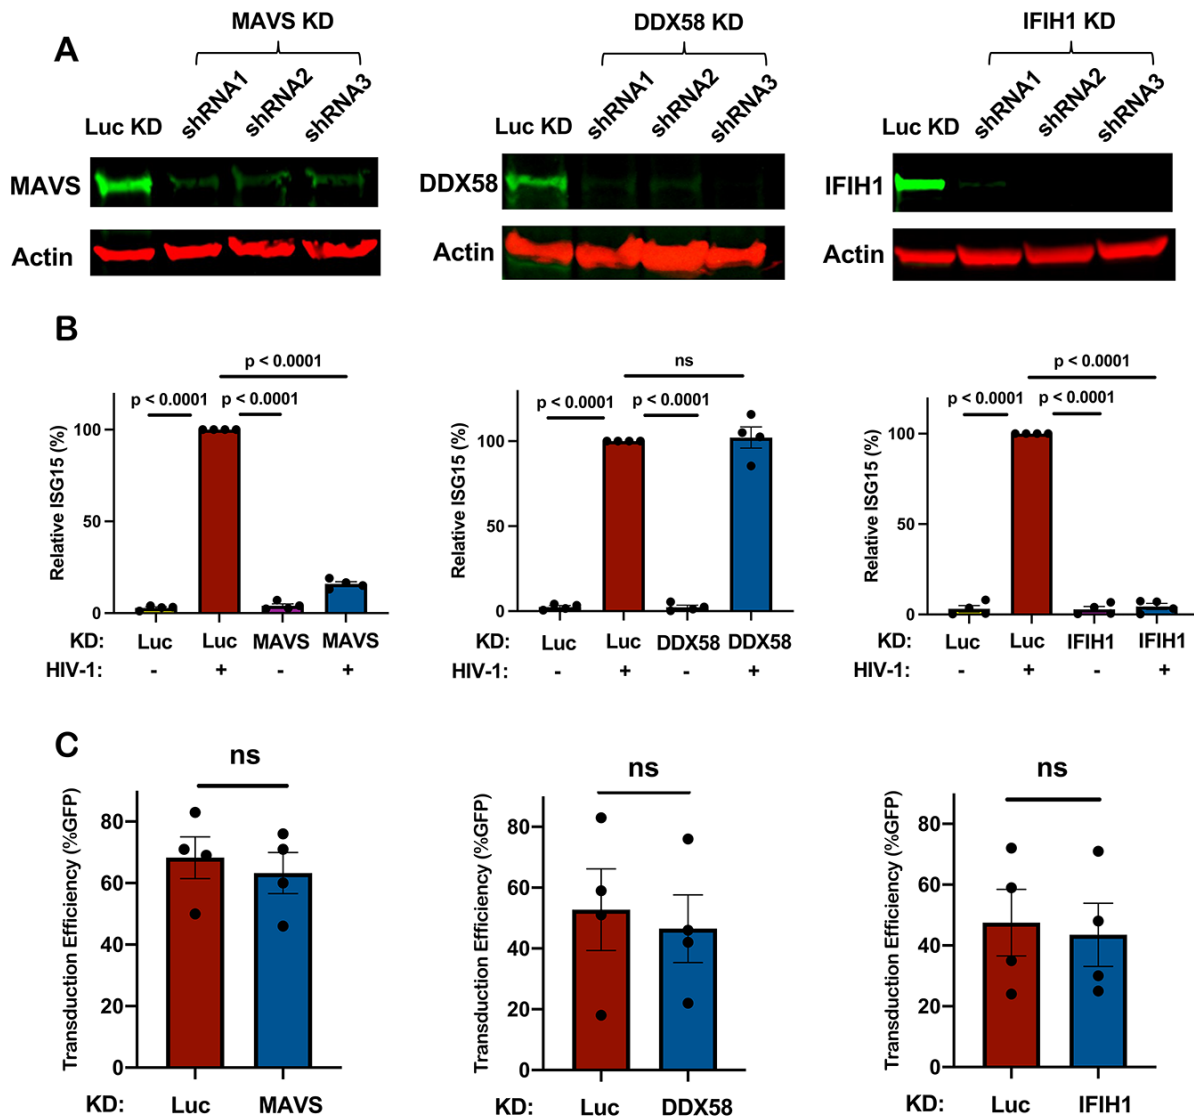 A
MAVS KD
DDX58 KD
IFIH1 KD
Luc KD shRNA1 shRNA2 shRNA3
Luc KD shRNA1 shRNA2 shRNA3
Luc KD shRNA1 shRNA2 shRNA3
MAVS
DDX58
IFIH1
Actin
Actin
Actin
B
p < 0.0001
p < 0.0001 p < 0.0001
Relative ISG15 (%)
100
50
0
KD: Luc Luc MAVS MAVS
HIV-1: - + - +
ns
p < 0.0001 p < 0.0001
Relative ISG15 (%)
100
50
0
KD: Luc Luc DDX58 DDX58
HIV-1: - + - +
p < 0.0001
p < 0.0001 p < 0.0001
Relative ISG15 (%)
100
50
0
KD: Luc Luc IFIH1 IFIH1
HIV-1: - + - +
C
ns
Transduction Efficiency (%GFP)
80
60
40
20
0
KD: Luc MAVS
ns
Transduction Efficiency (%GFP)
80
60
40
20
0
KD: Luc DDX58
ns
Transduction Efficiency (%GFP)
80
60
40
20
0
KD: Luc IFIH1